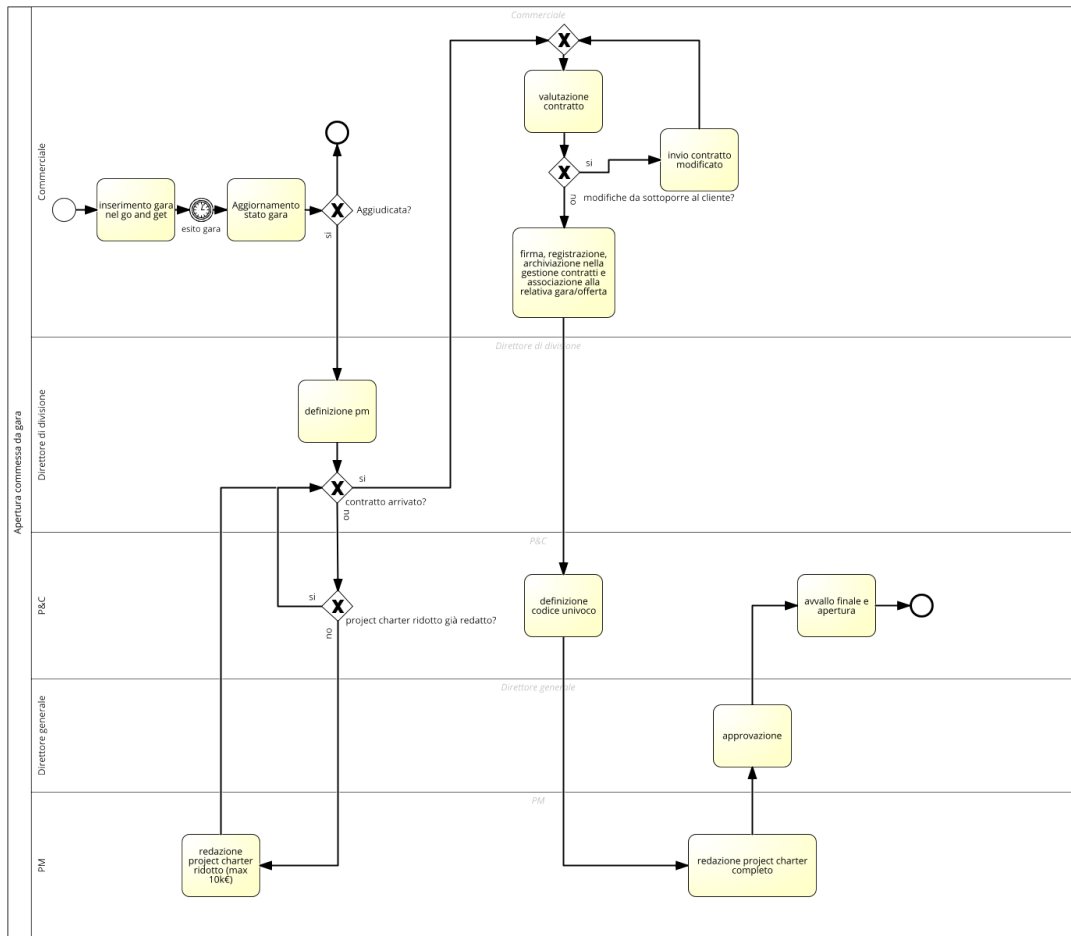 Apertura commessa da gara
Commerciale
Commerciale
inserimento gara
nel go and get
esito gara
Aggiornamento
stato gara
Aggiudicata?
si
valutazione
contratto
si
modifiche da sottoporre al cliente?
no
invio contratto
modificato
firma, registrazione,
archiviazione nella
gestione contratti e
associazione alla
relativa gara/offerta
Direttore di divisione
Direttore di divisione
definizione pm
si
contratto arrivato?
no
P&C
P&C
si
project charter ridotto già redatto?
no
definizione
codice univoco
avvallo finale e
apertura
Direttore generale
Direttore generale
approvazione
PM
PM
redazione
project charter
ridotto (max
10k€)
redazione project charter
completo